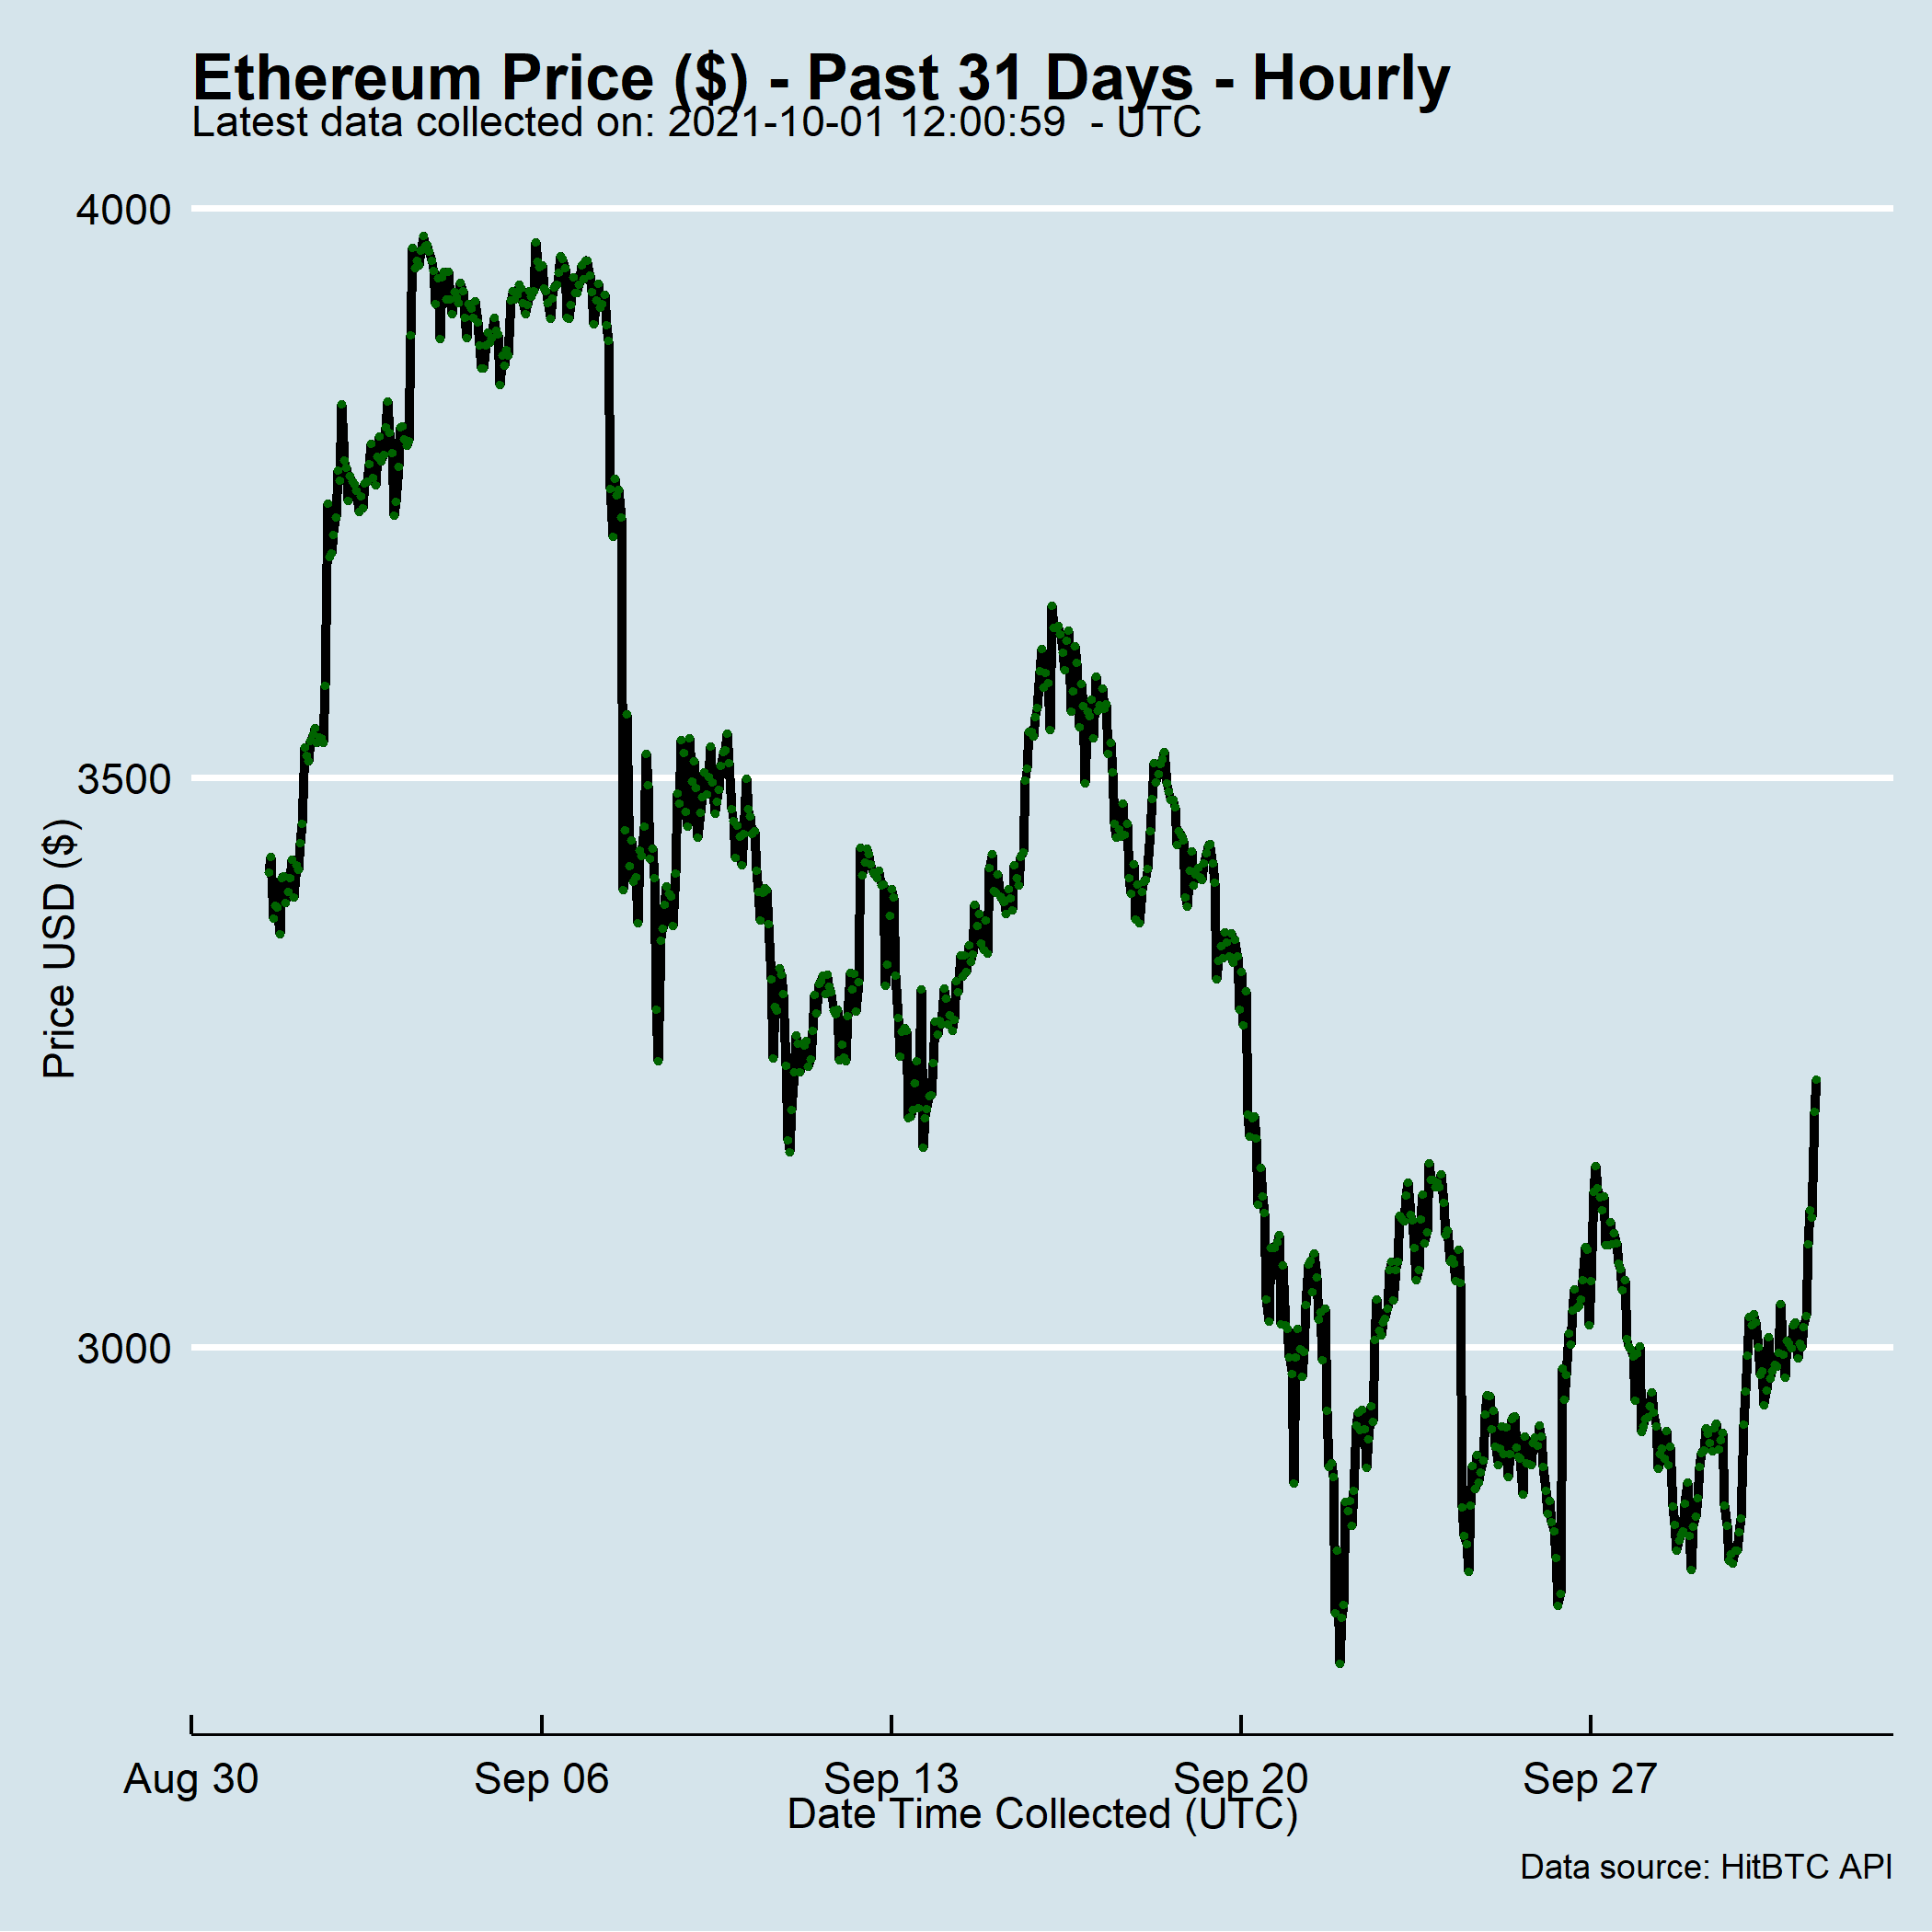 Ethereum Price ($) - Past 31 Days - Hourly
Latest data collected on: 2021-10-01 12:00:59  - UTC
4000
3500
3000
Price USD ($)
Aug 30 Sep 06 Sep 13 Sep 20 Sep 27
Date Time Collected (UTC)
Data source: HitBTC API